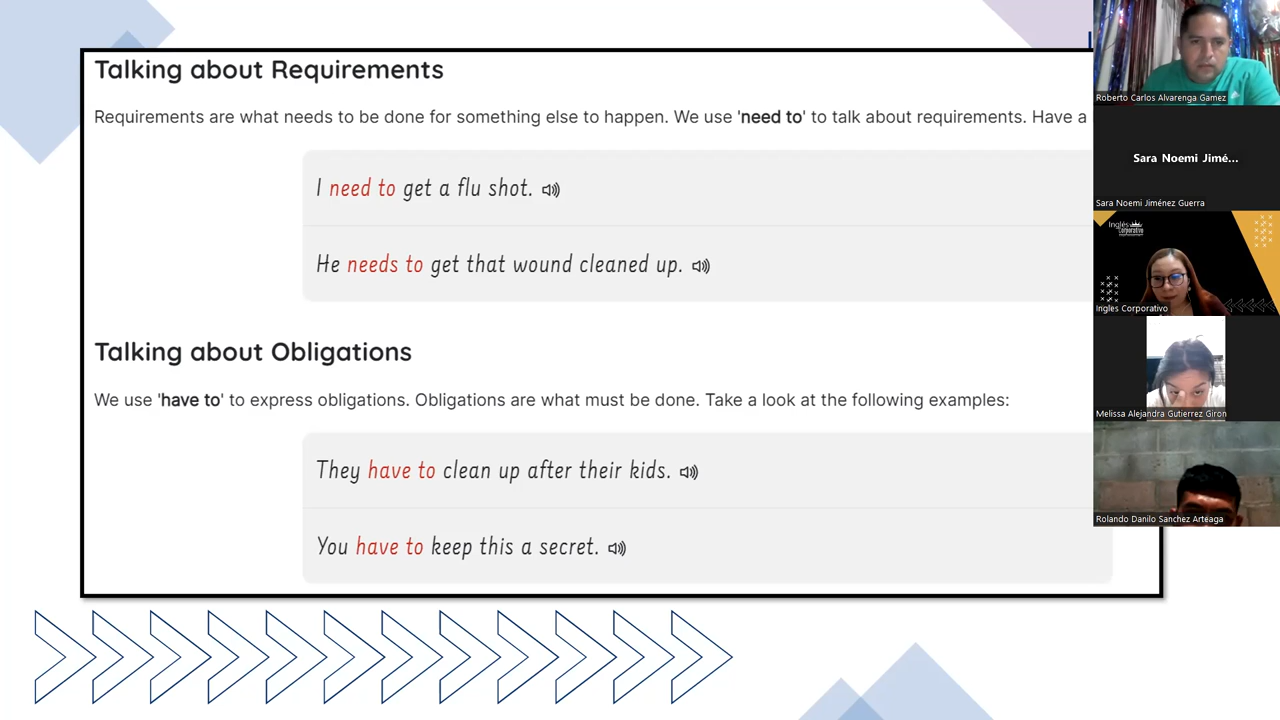 Talking about Requirements
Requirements are what needs to be done for something else to happen. We use 'need to' to talk about requirements. Have a
I need to get a flu shot.
He needs to get that wound cleaned up.
Talking about Obligations
We use 'have to' to express obligations. Obligations are what must be done. Take a look at the following examples:
They have to clean up after their kids.
You have to keep this a secret.
Roberto Carlos Alvarenga Gamez
Sara Noemi Jimé...
Sara Noemi Jiménez Guerra
Inglés
Corporativo
Ingles Corporativo
Melissa Alejandra Gutierrez Giron
Rolando Danilo Sanchez Arteaga